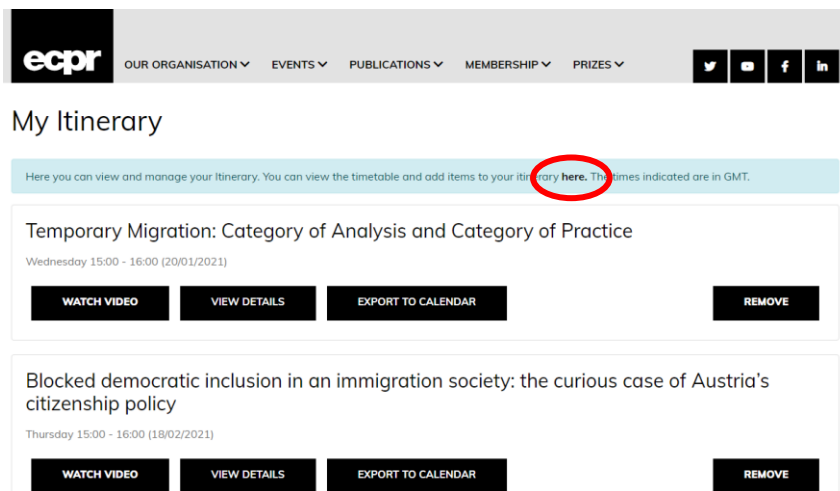 ecpr
OUR ORGANISATION EVENTS PUBLICATIONS MEMBERSHIP PRIZES
My Itinerary
Here you can view and manage your Itinerary. You can view the timetable and add items to your itinerary here. The times indicated are in GMT.
Temporary Migration: Category of Analysis and Category of Practice
Wednesday 15:00 - 16:00 (20/01/2021)
WATCH VIDEO VIEW DETAILS EXPORT TO CALENDAR REMOVE
Blocked democratic inclusion in an immigration society: the curious case of Austria's
citizenship policy
Thursday 15:00 - 16:00 (18/02/2021)
WATCH VIDEO VIEW DETAILS EXPORT TO CALENDAR REMOVE